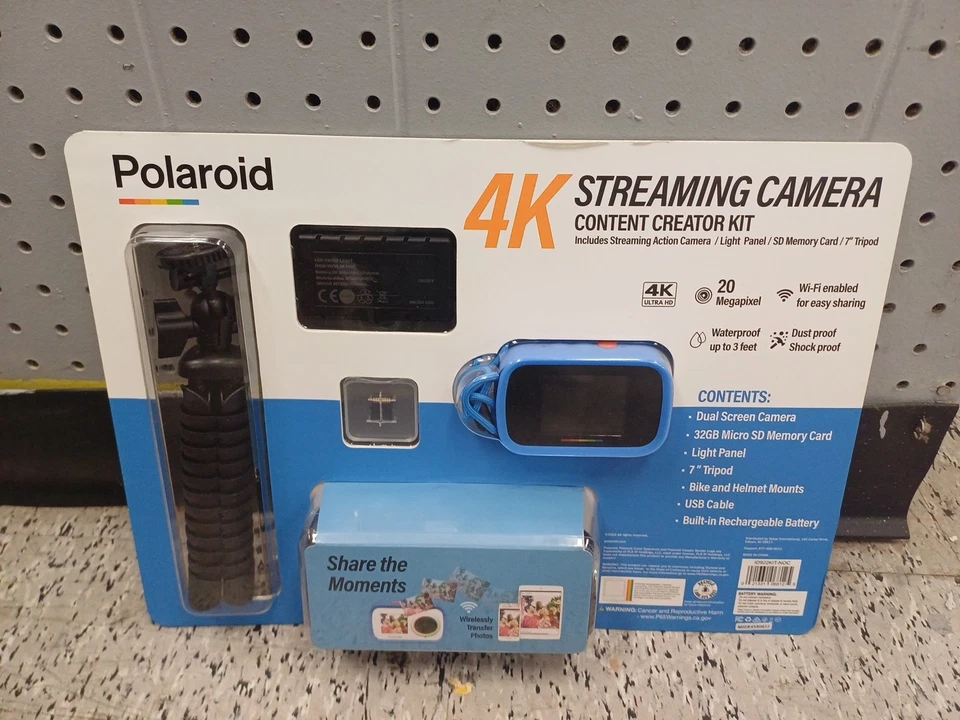 Polaroid
4K STREAMING CAMERA
CONTENT CREATOR KIT
Includes Streaming Action Camera / Light Panel / SD Memory Card / 7" Tripod
4K
ULTRA HD
20
Megapixel
Wi-Fi enabled
for easy sharing
Waterproof
up to 3 feet
Dust proof
Shock proof
CONTENTS:
• Dual Screen Camera
• 32GB Micro SD Memory Card
• Light Panel
• 7" Tripod
• Bike and Helmet Mounts
• USB Cable
• Built-in Rechargeable Battery
Share the
Moments
Wirelessly
Transfer
Photos
WARNING: Cancer and Reproductive Harm
- www.P65Warnings.ca.gov
ID922KIT-NOC
BATTERY WARNING: